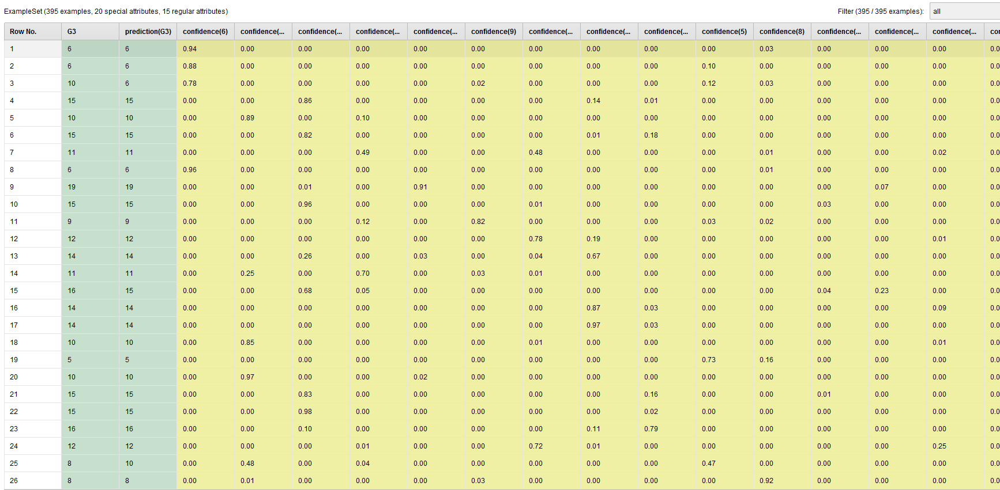 ExampleSet (395 examples, 20 special attributes, 15 regular attributes) Filter (395 / 395 examples): all
Row No. G3 prediction(G3) confidence(6) confidence(... confidence(... confidence(... confidence(... confidence(9) confidence(... confidence(... confidence(... confidence(5) confidence(8) confidence(... confidence(... confidence(... con
1 6 6 0.94 0.00 0.00 0.00 0.00 0.00 0.00 0.00 0.00 0.00 0.03 0.00 0.00 0.00 0.0
2 6 6 0.88 0.00 0.00 0.00 0.00 0.00 0.00 0.00 0.00 0.10 0.00 0.00 0.00 0.00 0.0
3 10 6 0.78 0.00 0.00 0.00 0.00 0.02 0.00 0.00 0.00 0.12 0.03 0.00 0.00 0.00 0.0
4 15 15 0.00 0.00 0.86 0.00 0.00 0.00 0.00 0.14 0.01 0.00 0.00 0.00 0.00 0.00 0.0
5 10 10 0.00 0.89 0.00 0.10 0.00 0.00 0.00 0.00 0.00 0.00 0.00 0.00 0.00 0.00 0.0
6 15 15 0.00 0.00 0.82 0.00 0.00 0.00 0.00 0.01 0.18 0.00 0.00 0.00 0.00 0.00 0.0
7 11 11 0.00 0.00 0.00 0.49 0.00 0.00 0.48 0.00 0.00 0.00 0.01 0.00 0.00 0.02 0.0
8 6 6 0.96 0.00 0.00 0.00 0.00 0.00 0.00 0.00 0.00 0.00 0.01 0.00 0.00 0.00 0.0
9 19 19 0.00 0.00 0.01 0.00 0.91 0.00 0.00 0.00 0.00 0.00 0.00 0.00 0.07 0.00 0.0
10 15 15 0.00 0.00 0.96 0.00 0.00 0.00 0.01 0.00 0.00 0.00 0.00 0.03 0.00 0.00 0.0
11 9 9 0.00 0.00 0.00 0.12 0.00 0.82 0.00 0.00 0.00 0.03 0.02 0.00 0.00 0.00 0.0
12 12 12 0.00 0.00 0.00 0.00 0.00 0.00 0.78 0.19 0.00 0.00 0.00 0.00 0.00 0.01 0.0
13 14 14 0.00 0.00 0.26 0.00 0.03 0.00 0.04 0.67 0.00 0.00 0.00 0.00 0.00 0.00 0.0
14 11 11 0.00 0.25 0.00 0.70 0.00 0.03 0.01 0.00 0.00 0.00 0.00 0.00 0.00 0.00 0.0
15 16 15 0.00 0.00 0.68 0.05 0.00 0.00 0.00 0.00 0.00 0.00 0.00 0.04 0.23 0.00 0.0
16 14 14 0.00 0.00 0.00 0.00 0.00 0.00 0.00 0.87 0.03 0.00 0.00 0.00 0.00 0.09 0.0
17 14 14 0.00 0.00 0.00 0.00 0.00 0.00 0.00 0.97 0.03 0.00 0.00 0.00 0.00 0.00 0.0
18 10 10 0.00 0.85 0.00 0.00 0.00 0.00 0.01 0.00 0.00 0.00 0.00 0.00 0.00 0.01 0.0
19 5 5 0.00 0.00 0.00 0.00 0.00 0.00 0.00 0.00 0.00 0.73 0.16 0.00 0.00 0.00 0.0
20 10 10 0.00 0.97 0.00 0.00 0.02 0.00 0.00 0.00 0.00 0.00 0.00 0.00 0.00 0.00 0.0
21 15 15 0.00 0.00 0.83 0.00 0.00 0.00 0.00 0.00 0.16 0.00 0.00 0.01 0.00 0.00 0.0
22 15 15 0.00 0.00 0.98 0.00 0.00 0.00 0.00 0.00 0.02 0.00 0.00 0.00 0.00 0.00 0.0
23 16 16 0.00 0.00 0.10 0.00 0.00 0.00 0.00 0.11 0.79 0.00 0.00 0.00 0.00 0.00 0.0
24 12 12 0.00 0.00 0.00 0.01 0.00 0.00 0.72 0.01 0.00 0.00 0.00 0.00 0.00 0.25 0.0
25 8 10 0.00 0.48 0.00 0.04 0.00 0.00 0.00 0.00 0.00 0.47 0.00 0.00 0.00 0.00 0.0
26 8 8 0.00 0.01 0.00 0.00 0.00 0.03 0.00 0.00 0.00 0.00 0.92 0.00 0.00 0.00 0.0